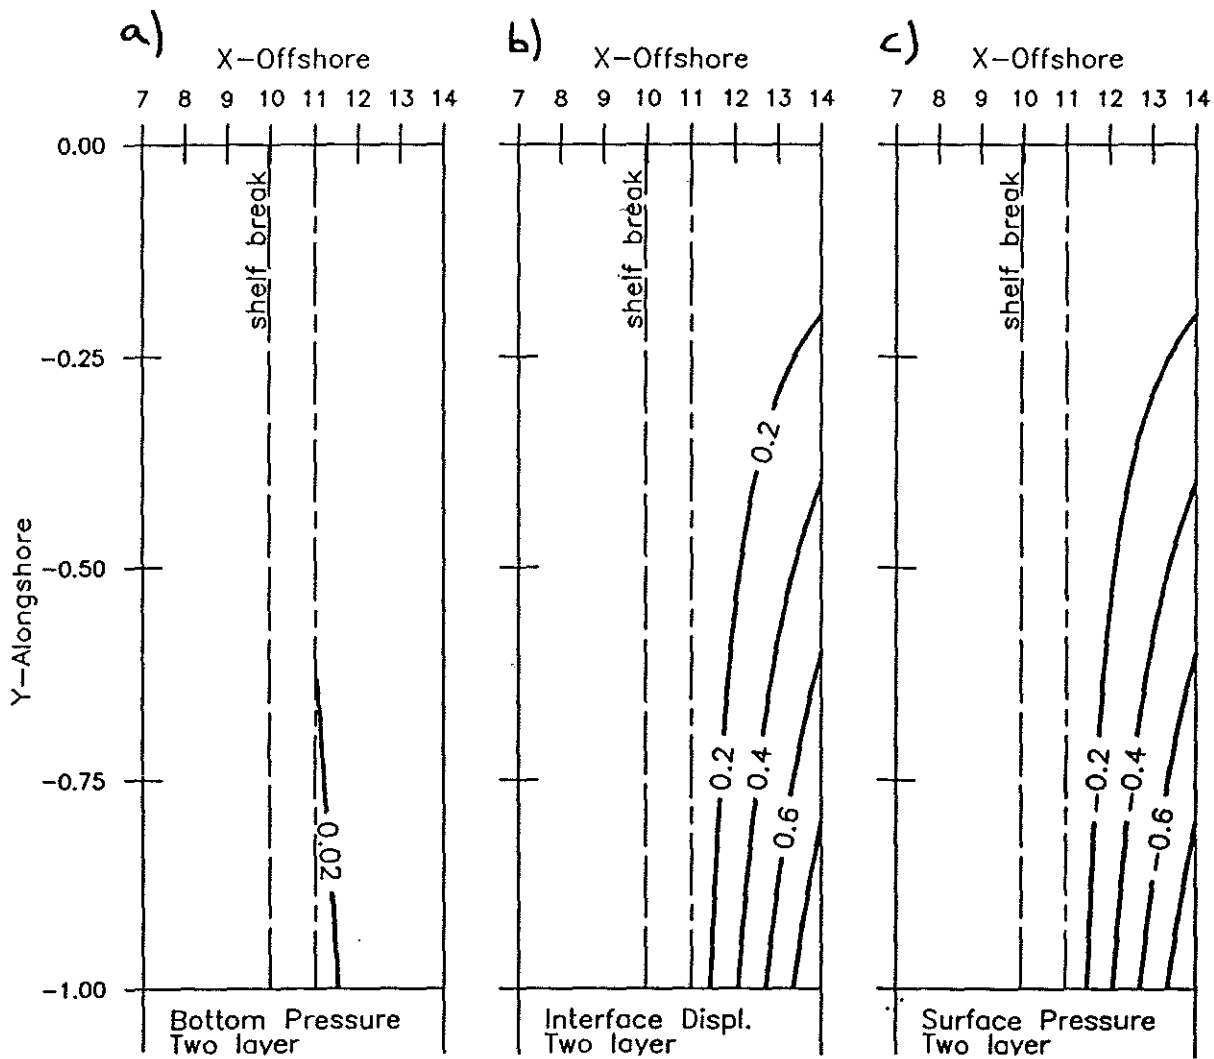 a)
X-Offshore
7 8 9 10 11 12 13 14
b)
X-Offshore
7 8 9 10 11 12 13 14
c)
X-Offshore
7 8 9 10 11 12 13 14
Y-Alongshore
0.00
-0.25
-0.50
-0.75
-1.00
shelf break
0.02
Bottom Pressure
Two layer
shelf break
0.2
0.2
0.4
0.6
Interface Displ.
Two layer
shelf break
-0.2
-0.4
-0.6
Surface Pressure
Two layer